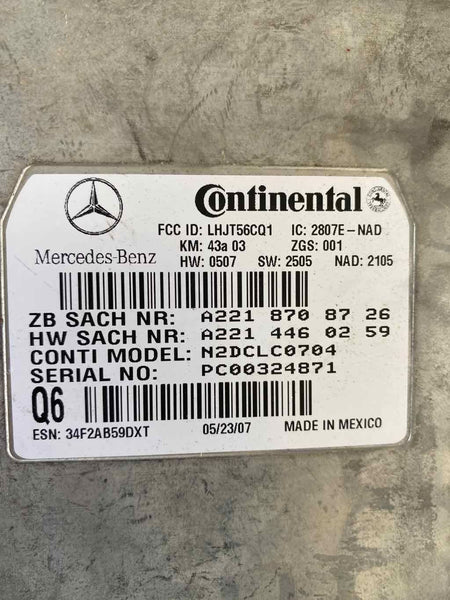 Continental
FCC ID: LHJT56CQ1 IC: 2807E-NAD
KM: 43a 03 ZGS: 001
Mercedes-Benz HW: 0507 SW: 2505 NAD: 2105
ZB SACH NR: A221 870 87 26
HW SACH NR: A221 446 02 59
CONTI MODEL: N2DCLC0704
SERIAL NO: PC00324871
Q6
ESN: 34F2AB59DXT 05/23/07 MADE IN MEXICO